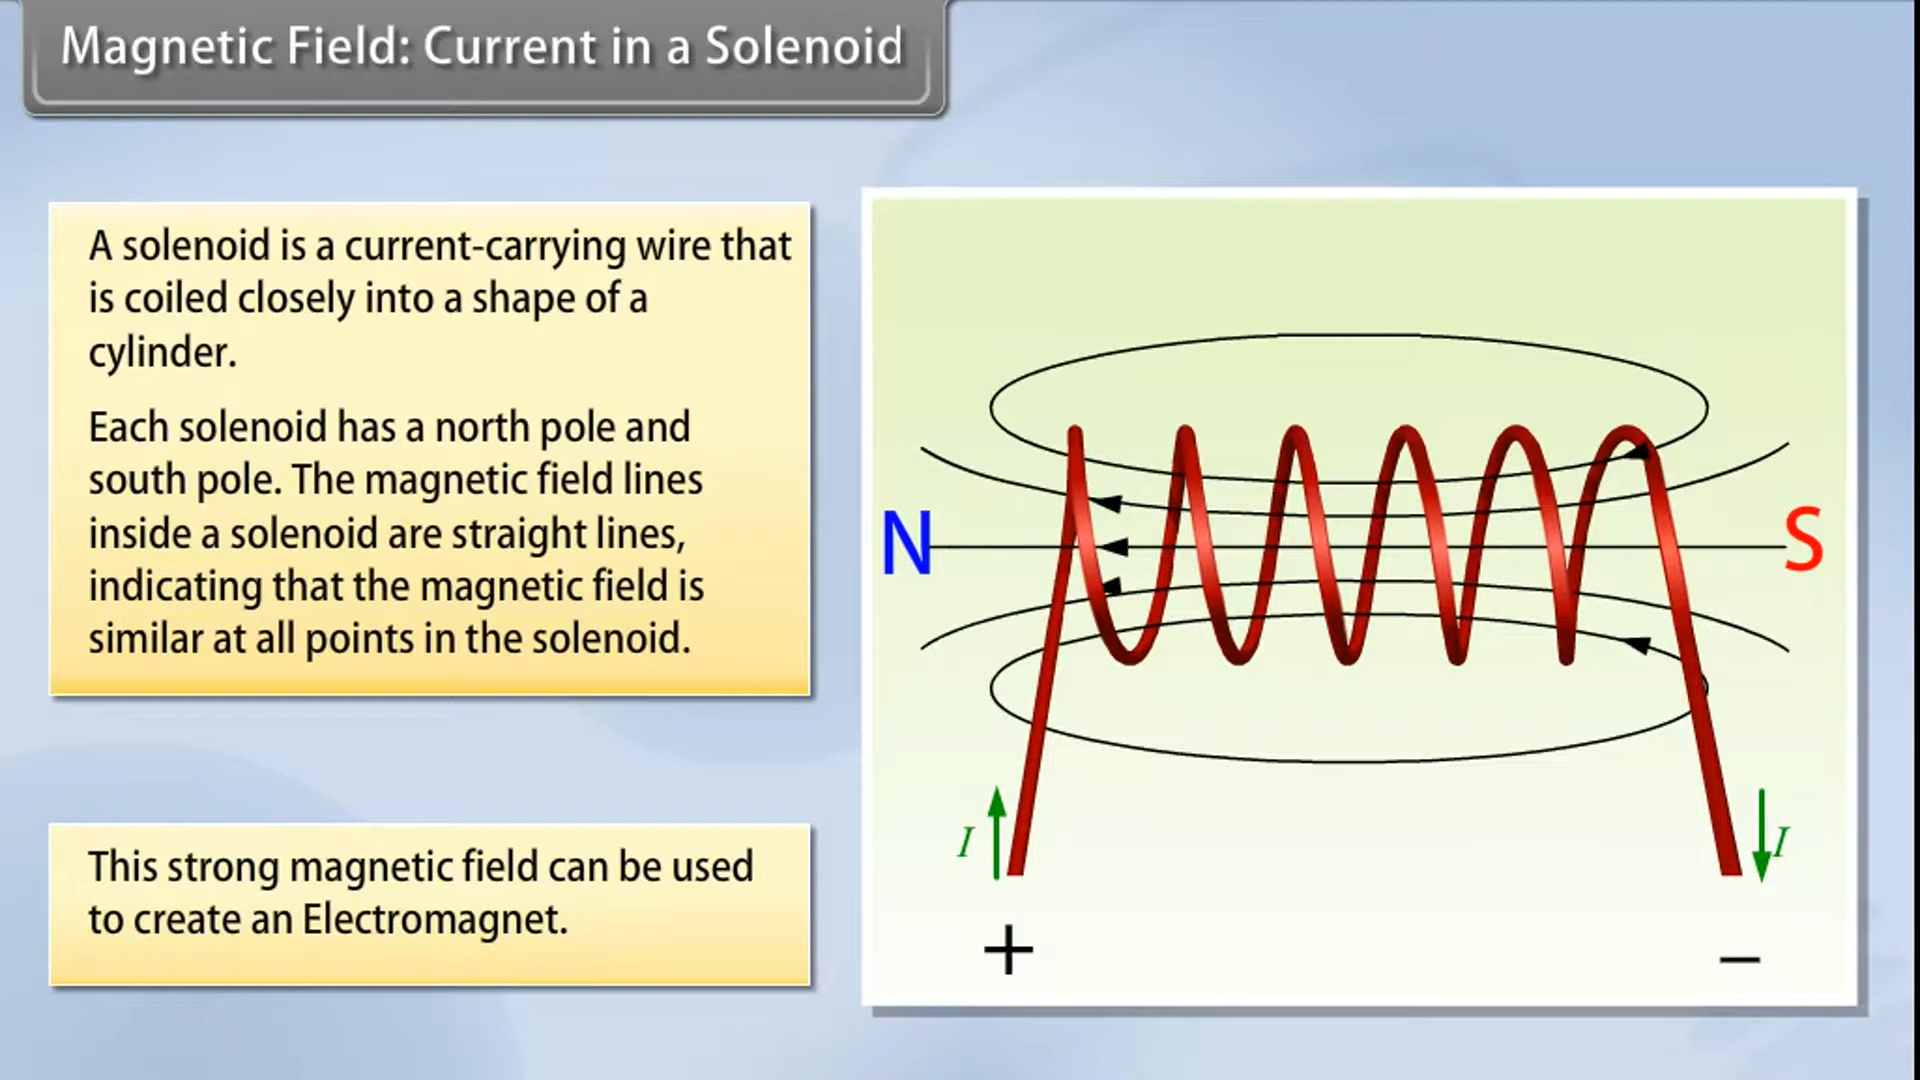 Magnetic Field: Current in a Solenoid
A solenoid is a current-carrying wire that
is coiled closely into a shape of a
cylinder.
Each solenoid has a north pole and
south pole. The magnetic field lines
inside a solenoid are straight lines,
indicating that the magnetic field is
similar at all points in the solenoid.
This strong magnetic field can be used
to create an Electromagnet.
N
S
I
I
+
−